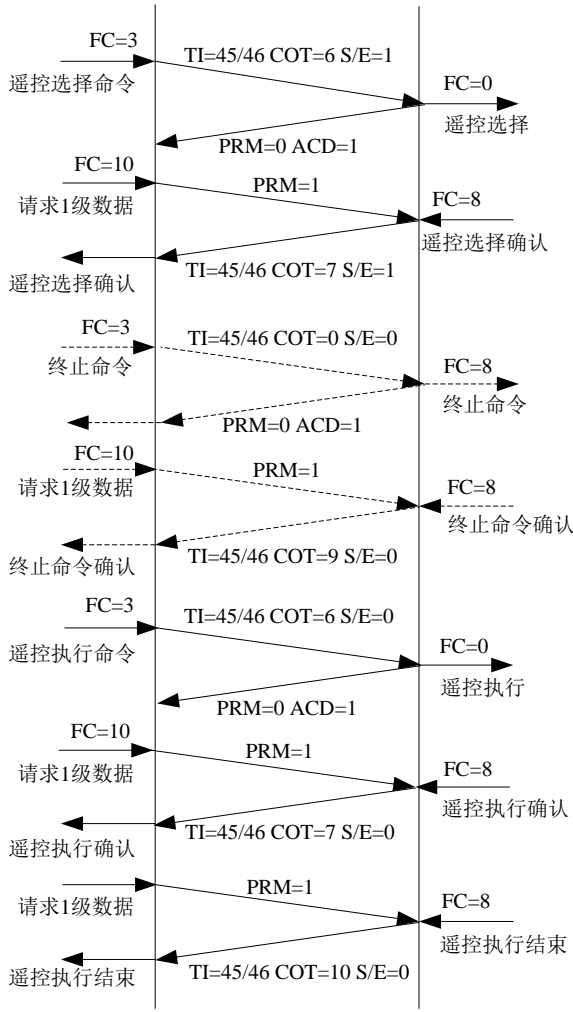 FC=3
TI=45/46 COT=6 S/E=1
遥控选择命令
FC=0
遥控选择
PRM=0 ACD=1
FC=10
PRM=1
请求1级数据
FC=8
遥控选择确认
遥控选择确认
TI=45/46 COT=7 S/E=1
FC=3
TI=45/46 COT=0 S/E=0
终止命令
FC=8
终止命令
PRM=0 ACD=1
FC=10
PRM=1
请求1级数据
FC=8
终止命令确认
终止命令确认
TI=45/46 COT=9 S/E=0
FC=3
TI=45/46 COT=6 S/E=0
遥控执行命令
FC=0
遥控执行
PRM=0 ACD=1
FC=10
PRM=1
请求1级数据
FC=8
遥控执行确认
遥控执行确认
TI=45/46 COT=7 S/E=0
PRM=1
请求1级数据
FC=8
遥控执行结束
遥控执行结束
TI=45/46 COT=10 S/E=0